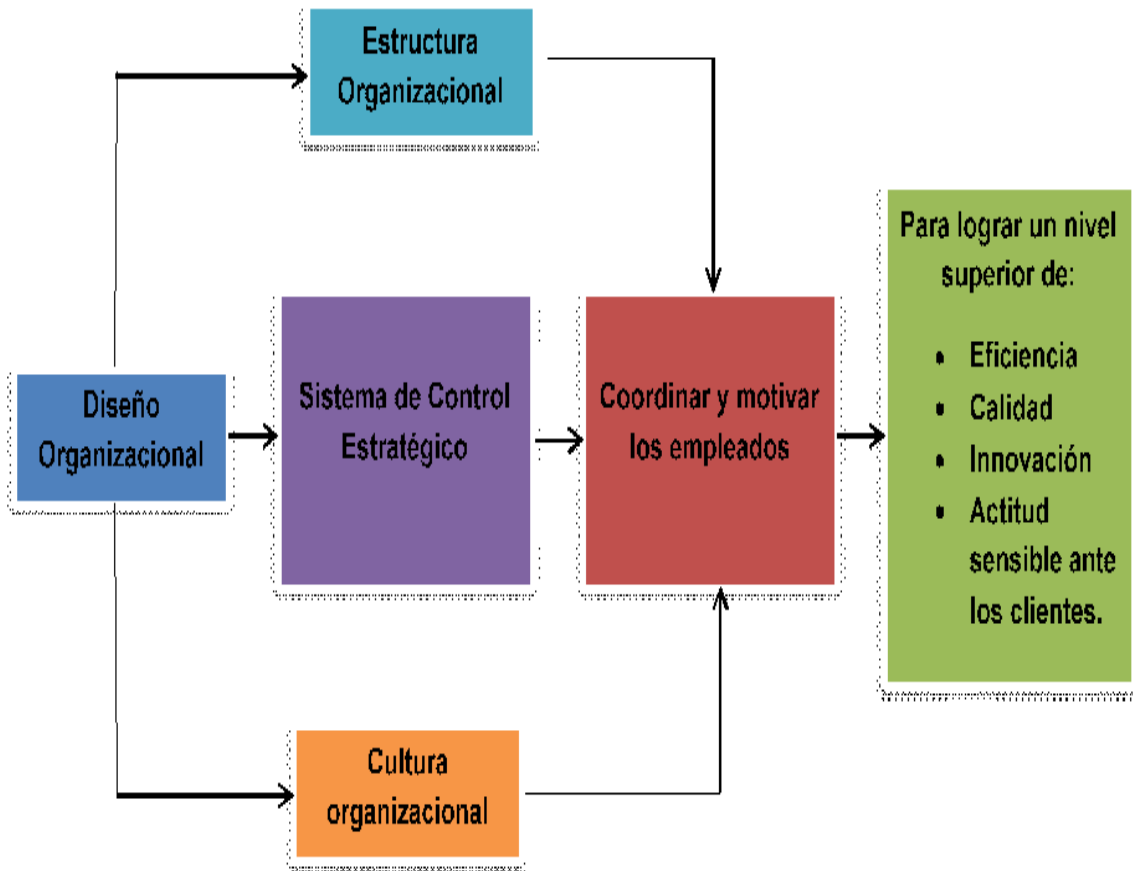 Estructura
Organizacional
Diseño
Organizacional
Sistema de Control
Estratégico
Coordinar y motivar
los empleados
Cultura
organizacional
Para lograr un nivel
superior de:
• Eficiencia
• Calidad
• Innovación
• Actitud
sensible ante
los clientes.